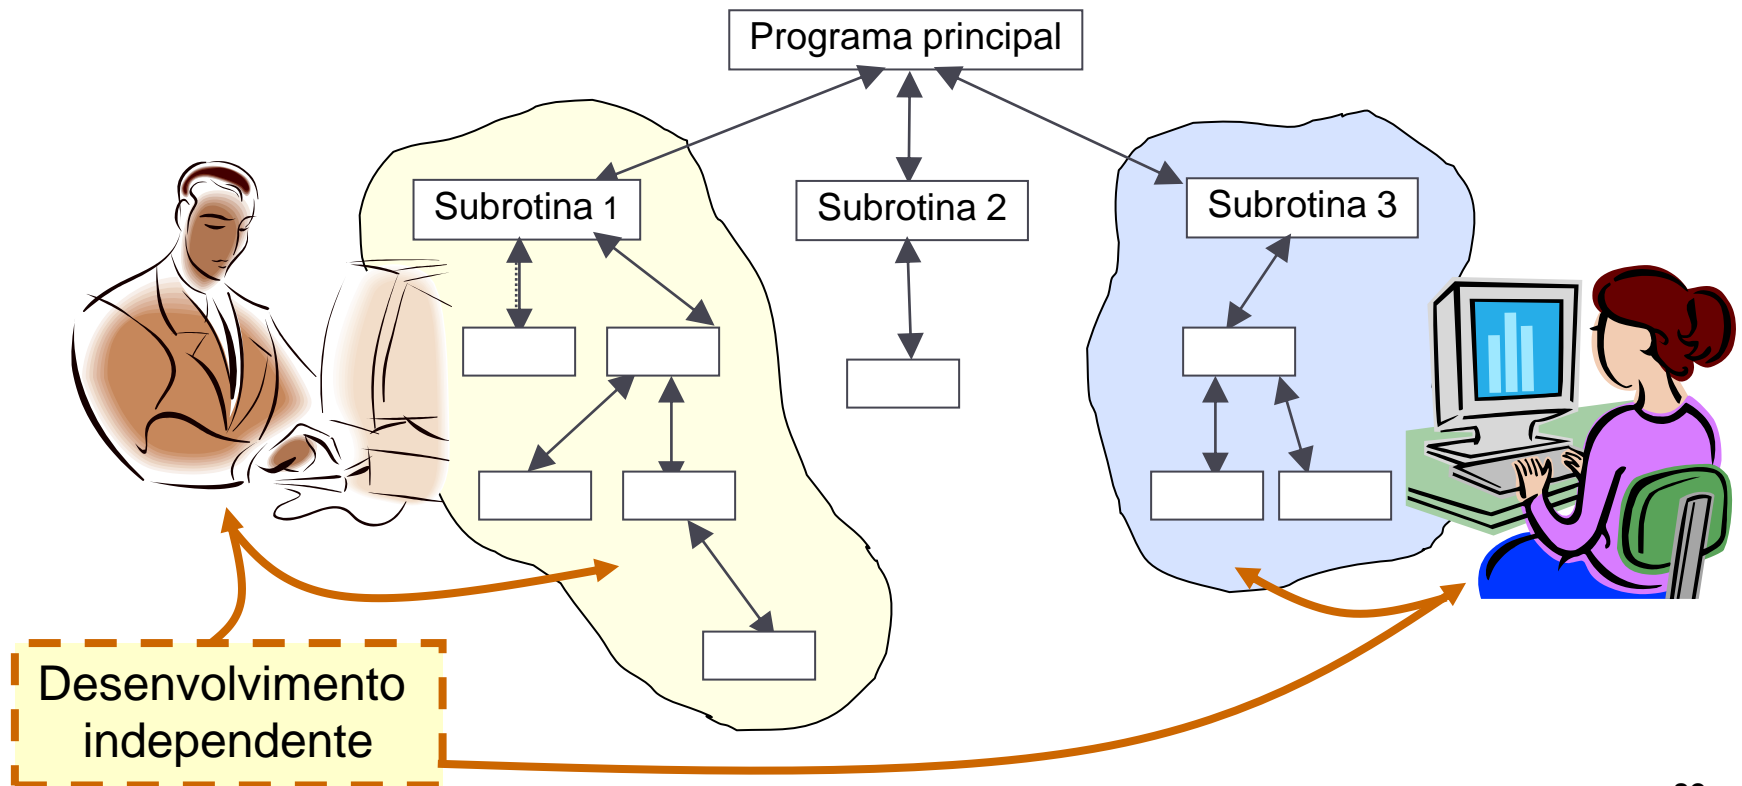 Programa principal
Subrotina 1
Subrotina 2
Subrotina 3
Desenvolvimento
independente